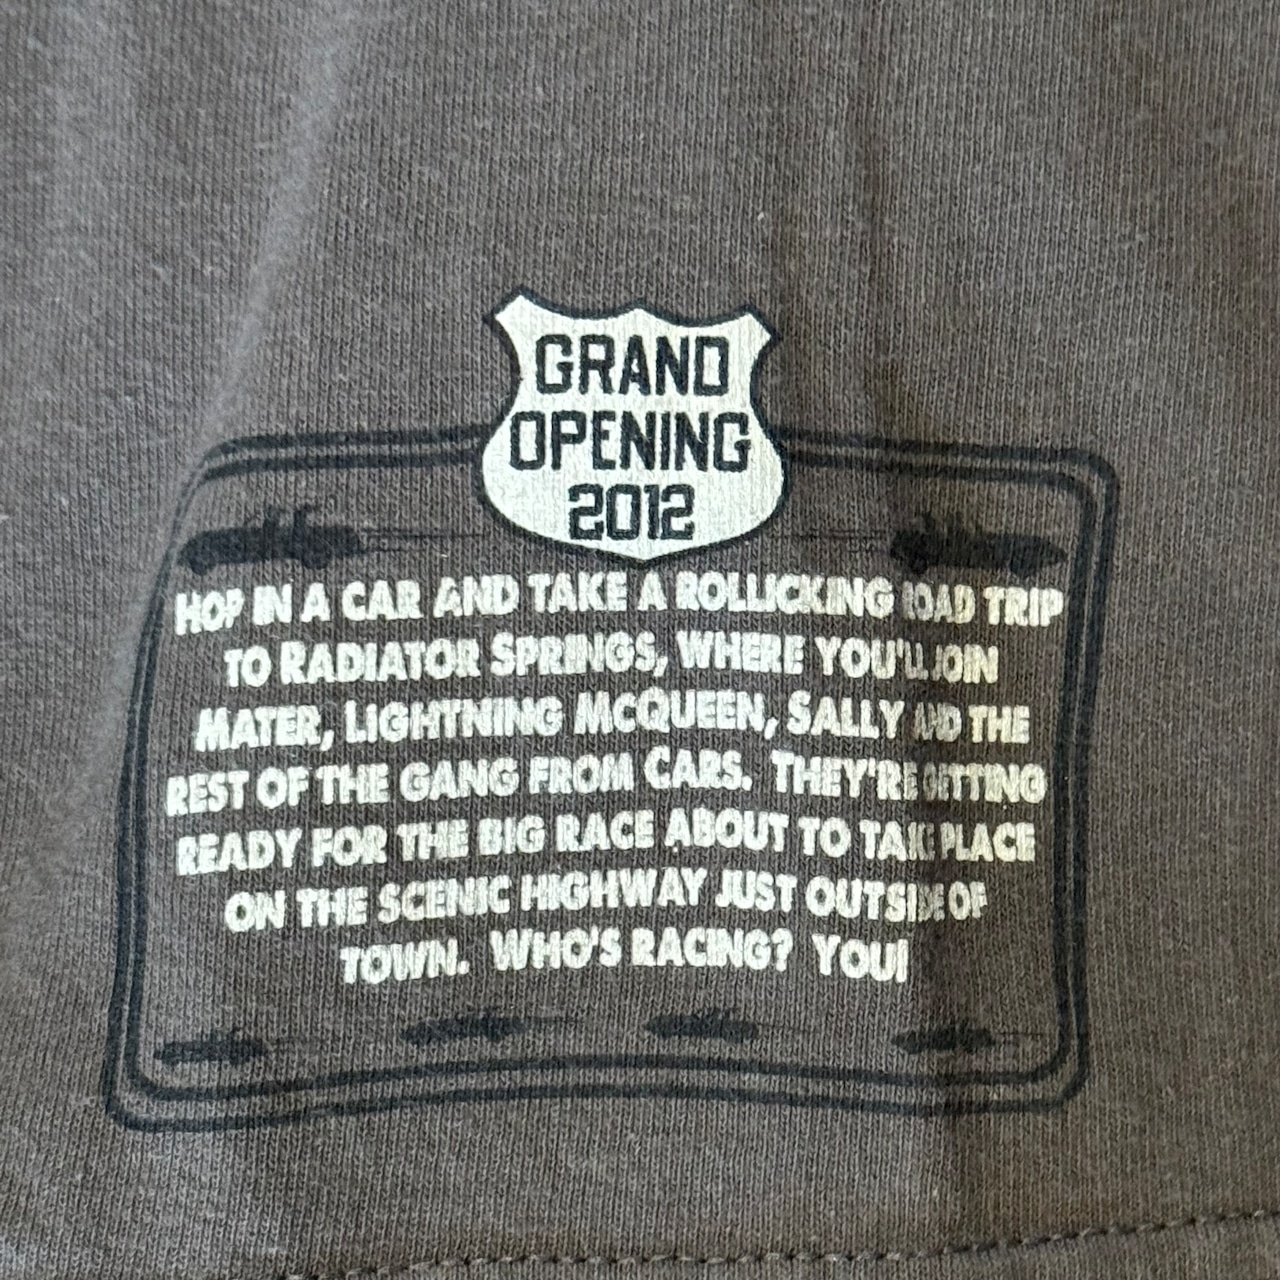 GRAND
OPENING
2012
HOP IN A CAR AND TAKE A ROLLICKING ROAD TRIP
TO RADIATOR SPRINGS, WHERE YOU'LL JOIN
MATER, LIGHTNING MCQUEEN, SALLY AND THE
REST OF THE GANG FROM CARS. THEY'RE GETTING
READY FOR THE BIG RACE ABOUT TO TAKE PLACE
ON THE SCENIC HIGHWAY JUST OUTSIDE OF
TOWN. WHO'S RACING? YOU!